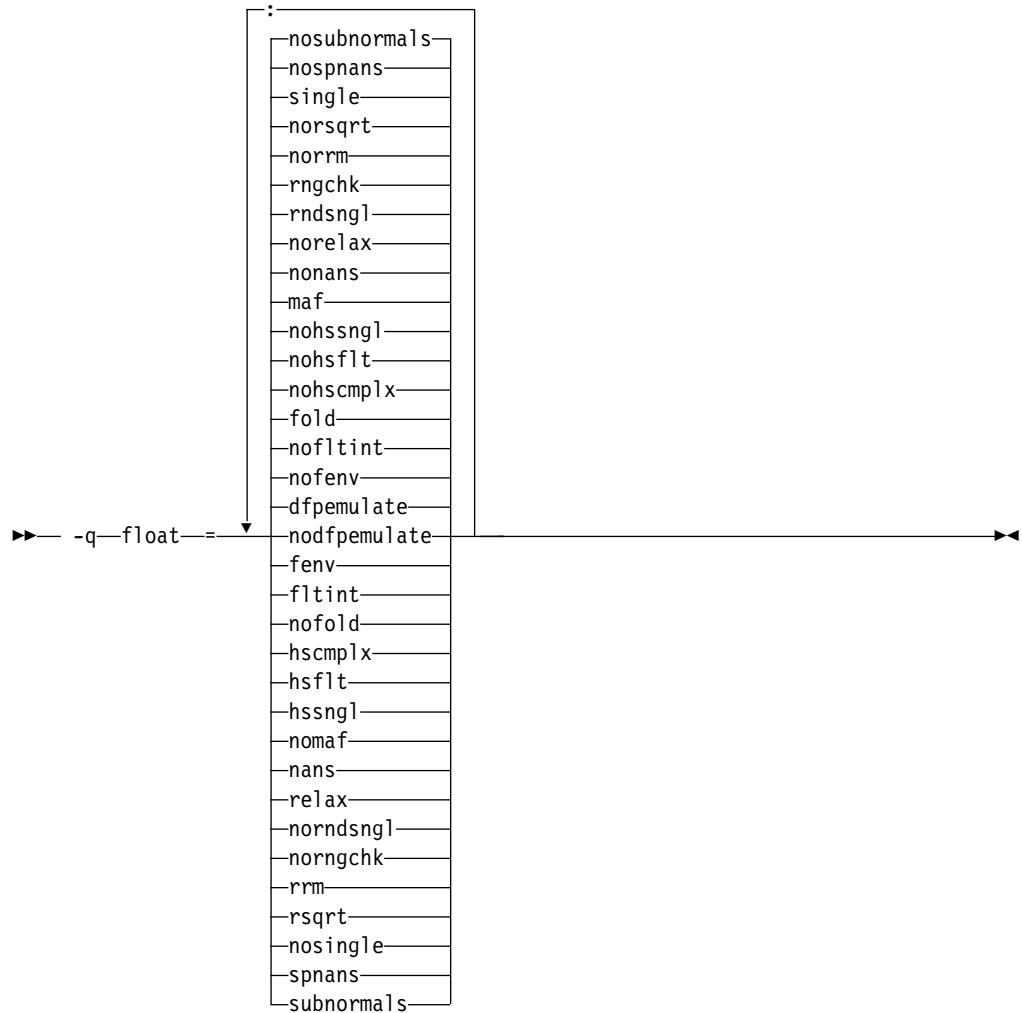 :
nosubnormals
nospnans
single
norsqrt
norrm
rngchk
rndsngl
norelax
nonans
maf
nohssngl
nohsflt
nohscmplx
fold
nofltint
nofenv
dfpemulate
-q float = nodfpemulate
fenv
fltint
nofold
hscmplx
hsflt
hssngl
nomaf
nans
relax
norndsngl
norngchk
rrm
rsqrt
nosingle
spnans
subnormals